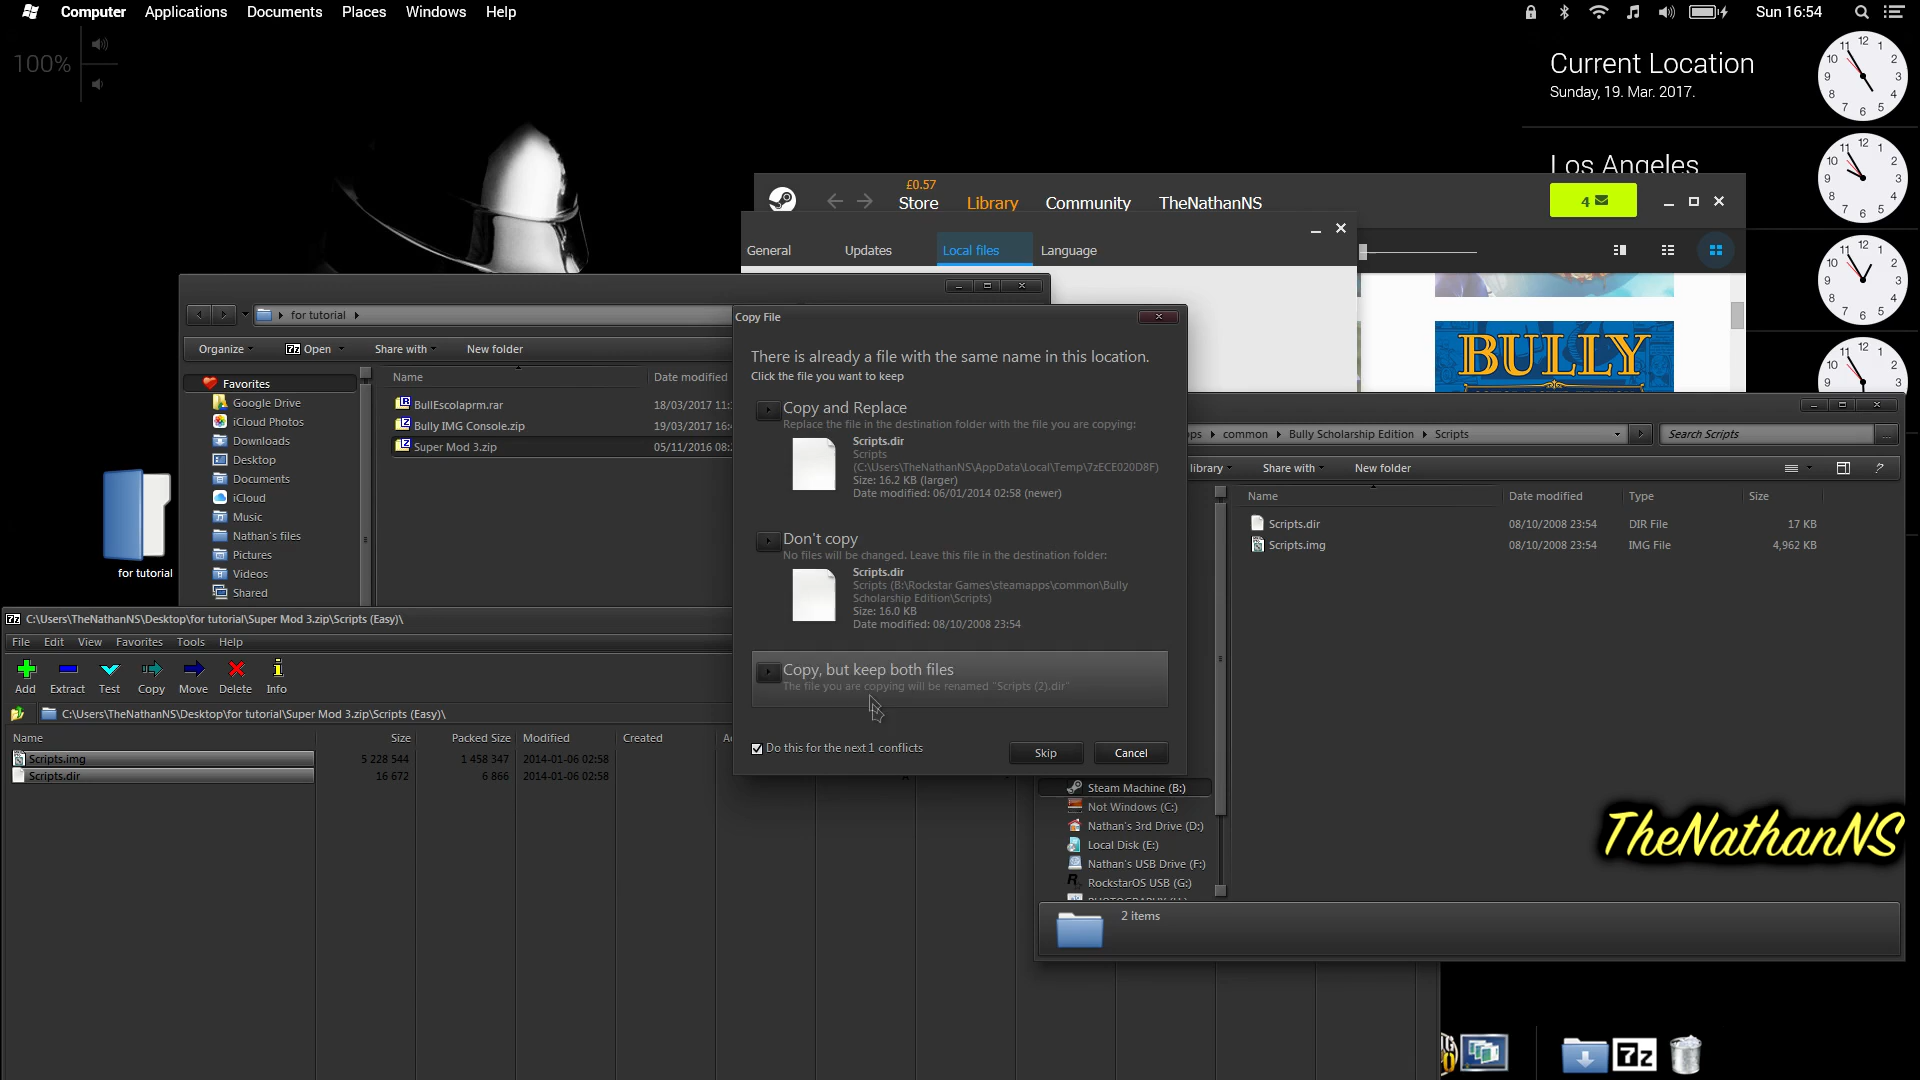 Computer Applications Documents Places Windows Help
Sun 16:54
100%
Current Location
Sunday, 19. Mar. 2017.
Los Angeles
£0.57
Store Library Community TheNathanNS
4
General Updates Local files Language
BULLY
for tutorial
Organize Open Share with New folder
Name Date modified
Favorites
Google Drive
iCloud Photos
Downloads
Desktop
Documents
iCloud
Music
Nathan's files
Pictures
Videos
Shared
BullEscolaprm.rar 18/03/2017 11:
Bully IMG Console.zip 19/03/2017 16:
Super Mod 3.zip 05/11/2016 08:
for tutorial
Copy File
There is already a file with the same name in this location.
Click the file you want to keep
Copy and Replace
Replace the file in the destination folder with the file you are copying:
Scripts.dir
Scripts
(C:\Users\TheNathanNS\AppData\Local\Temp\7zECE020D8F)
Size: 16.2 KB (larger)
Date modified: 06/01/2014 02:58 (newer)
Don't copy
No files will be changed. Leave this file in the destination folder:
Scripts.dir
Scripts (B:\Rockstar Games\steamapps\common\Bully
Scholarship Edition\Scripts)
Size: 16.0 KB
Date modified: 08/10/2008 23:54
Copy, but keep both files
The file you are copying will be renamed "Scripts (2).dir"
Do this for the next 1 conflicts
Skip Cancel
common Bully Scholarship Edition Scripts
Search Scripts
library Share with New folder
Name Date modified Type Size
Scripts.dir 08/10/2008 23:54 DIR File 17 KB
Scripts.img 08/10/2008 23:54 IMG File 4,962 KB
Steam Machine (B:)
Not Windows (C:)
Nathan's 3rd Drive (D:)
Local Disk (E:)
Nathan's USB Drive (F:)
RockstarOS USB (G:)
2 items
C:\Users\TheNathanNS\Desktop\for tutorial\Super Mod 3.zip\Scripts (Easy)\
File Edit View Favorites Tools Help
Add Extract Test Copy Move Delete Info
C:\Users\TheNathanNS\Desktop\for tutorial\Super Mod 3.zip\Scripts (Easy)\
Name Size Packed Size Modified Created
Scripts.img 5 228 544 1 458 347 2014-01-06 02:58
Scripts.dir 16 672 6 866 2014-01-06 02:58
TheNathanNS
7z